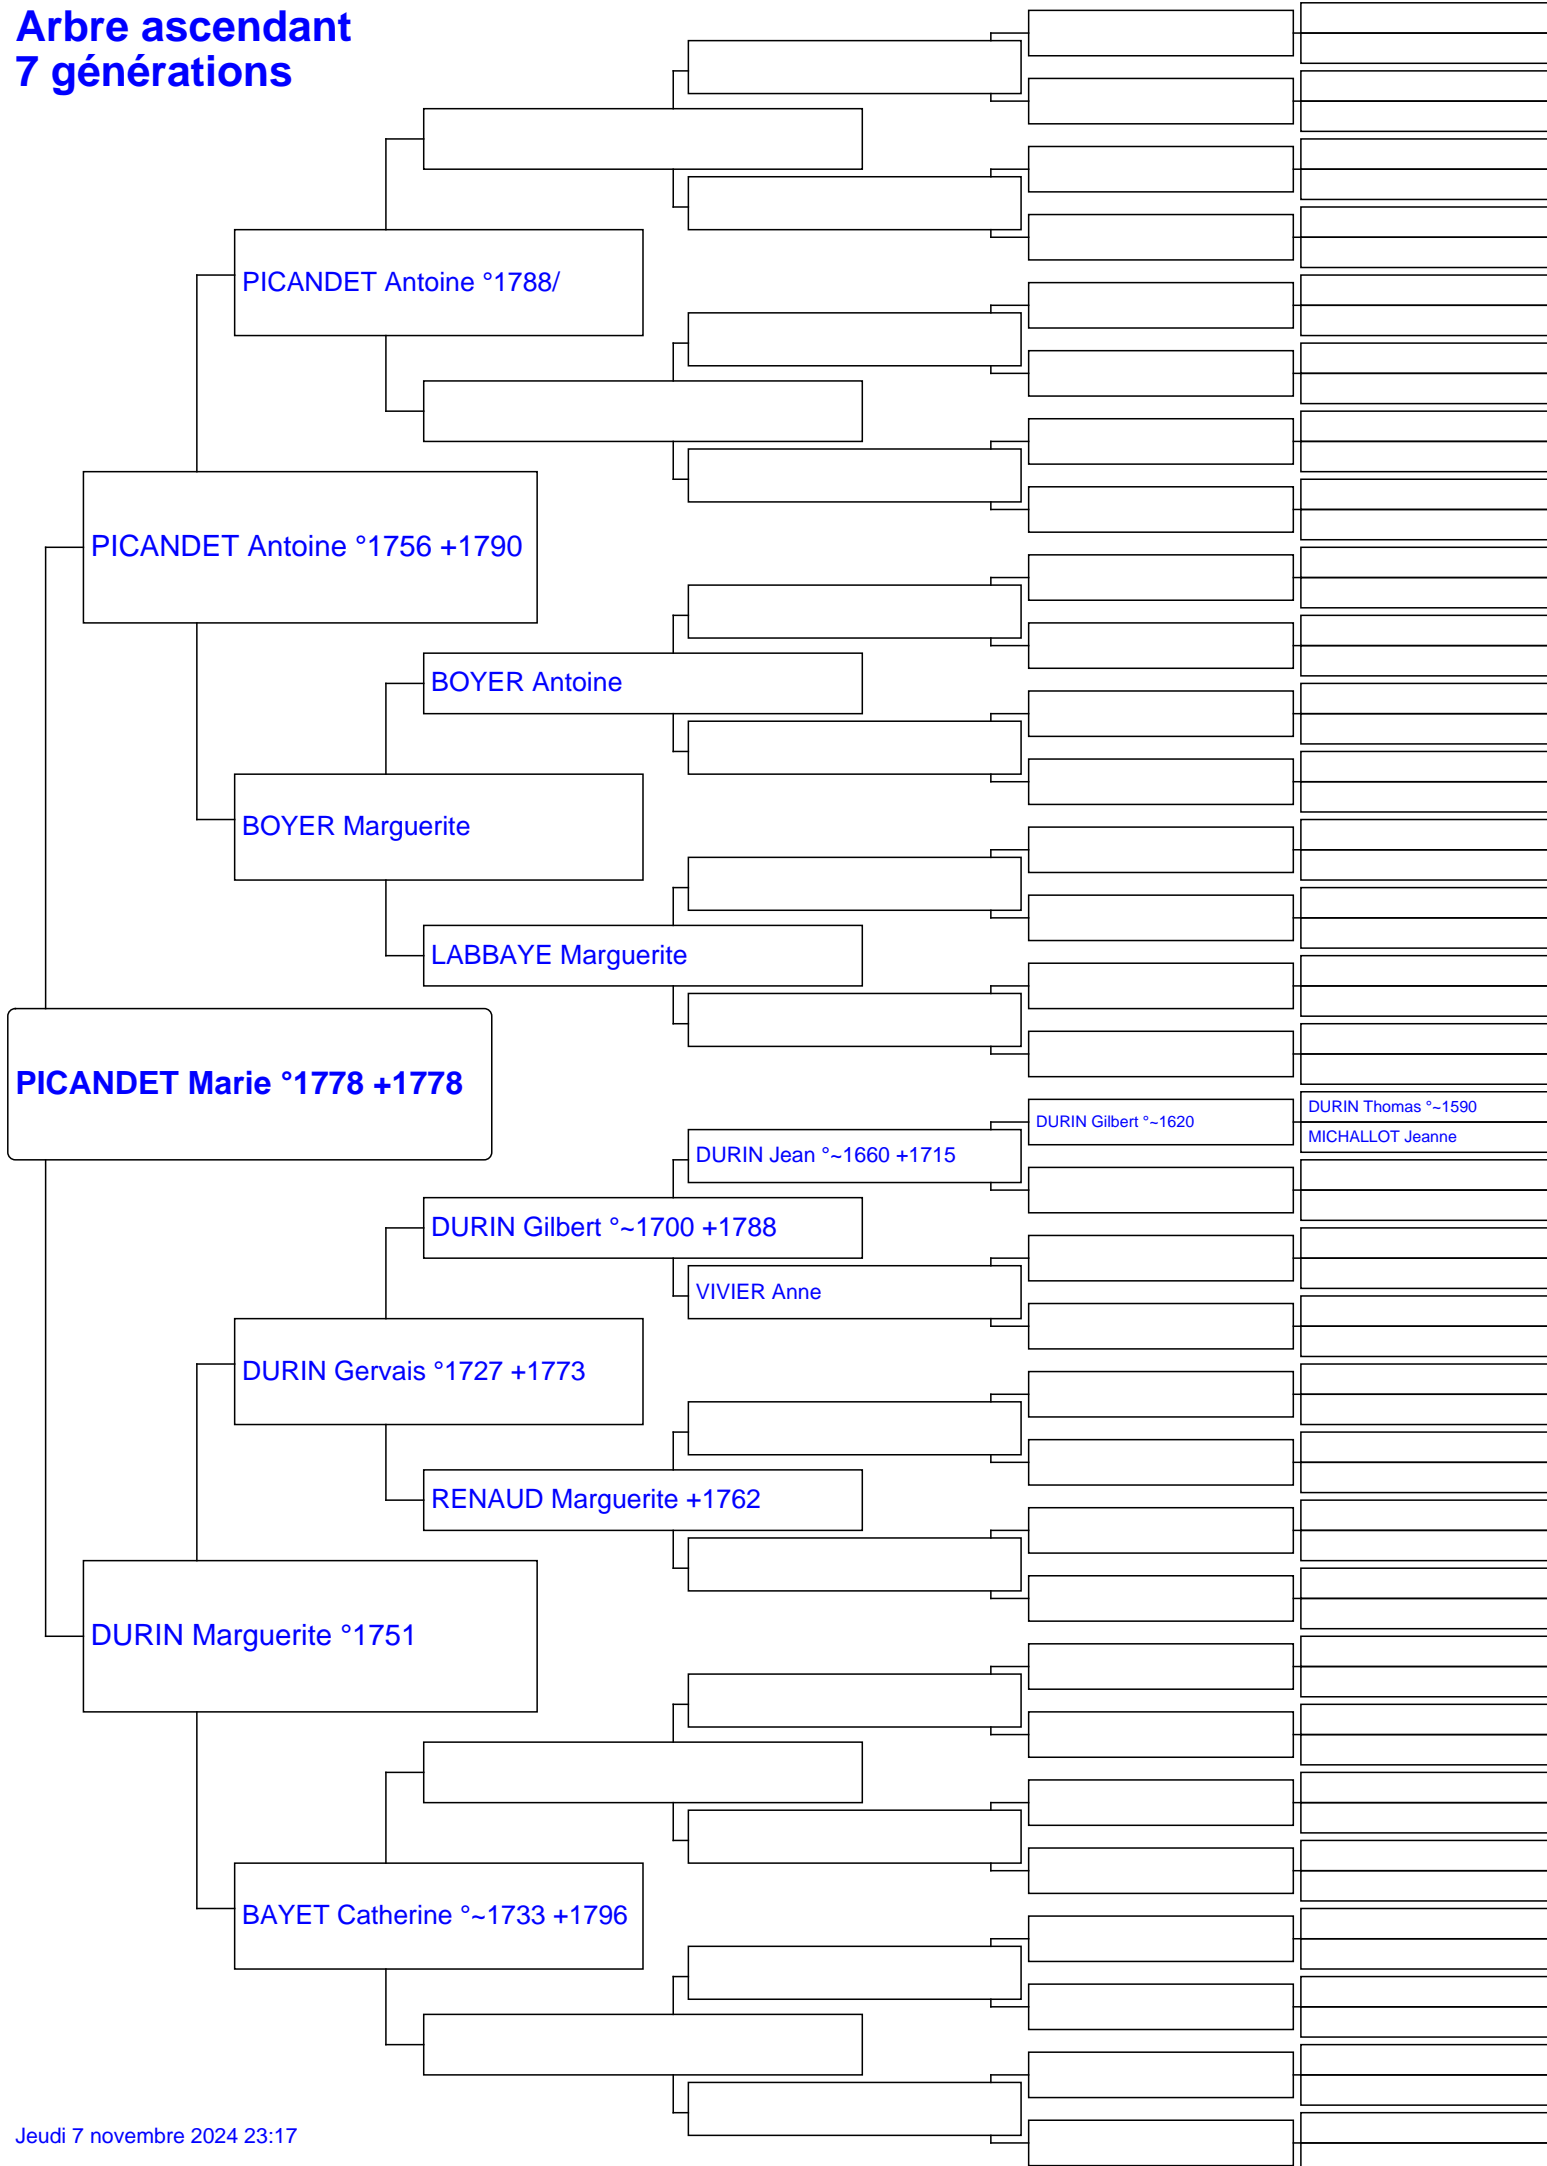 Arbre ascendant
7 générations
PICANDET Antoine °1788/
PICANDET Antoine °1756 +1790
BOYER Antoine
BOYER Marguerite
LABBAYE Marguerite
PICANDET Marie °1778 +1778
DURIN Thomas °~1590
DURIN Gilbert °~1620
MICHALLOT Jeanne
DURIN Jean °~1660 +1715
DURIN Gilbert °~1700 +1788
VIVIER Anne
DURIN Gervais °1727 +1773
RENAUD Marguerite +1762
DURIN Marguerite °1751
BAYET Catherine °~1733 +1796
Jeudi 7 novembre 2024 23:17